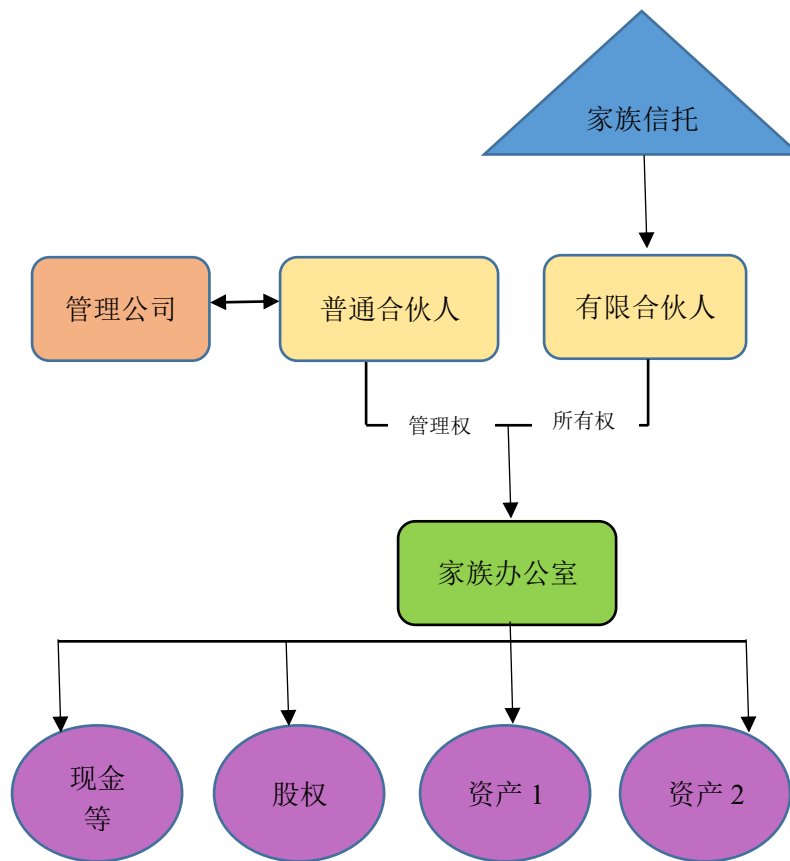 家族信托
管理公司
普通合伙人
有限合伙人
管理权
所有权
家族办公室
现金
等
股权
资产 1
资产 2